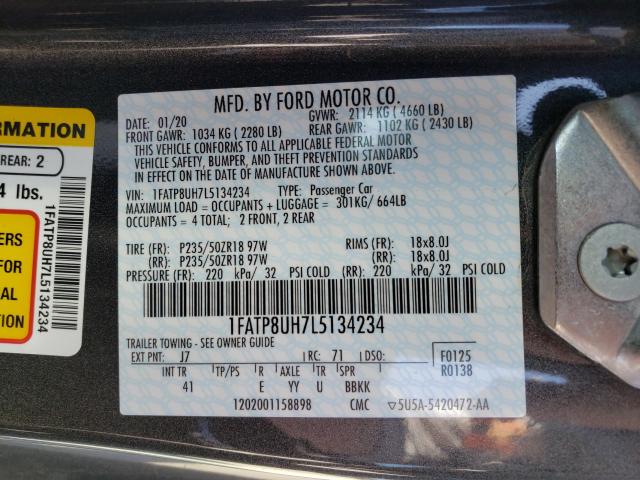 MFD. BY FORD MOTOR CO.
DATE: 01/20 GVWR: 2114 KG ( 4660 LB)
FRONT GAWR: 1034 KG ( 2280 LB) REAR GAWR: 1102 KG ( 2430 LB)
THIS VEHICLE CONFORMS TO ALL APPLICABLE FEDERAL MOTOR
VEHICLE SAFETY, BUMPER, AND THEFT PREVENTION STANDARDS
IN EFFECT ON THE DATE OF MANUFACTURE SHOWN ABOVE.
VIN: 1FATP8UH7L5134234 TYPE: Passenger Car
MAXIMUM LOAD = OCCUPANTS + LUGGAGE = 301KG/ 664LB
OCCUPANTS = 4 TOTAL; 2 FRONT, 2 REAR
TIRE (FR): P235/50ZR18 97W RIMS (FR): 18x8.0J
(RR): P235/50ZR18 97W (RR): 18x8.0J
PRESSURE (FR): 220 kPa/ 32 PSI COLD (RR): 220 kPa/ 32 PSI COLD
1FATP8UH7L5134234
TRAILER TOWING - SEE OWNER GUIDE
EXT PNT: J7 RC: 71 DSO: F0125
R0138
INT TR TP/PS R AXLE TR SPR
41 E YY U BBKK
1202001158898 CMC ▽5U5A-5420472-AA
ORMATION
REAR: 2
4 lbs.
ERS
FOR
AL
ON
1FATP8UH7L5134234